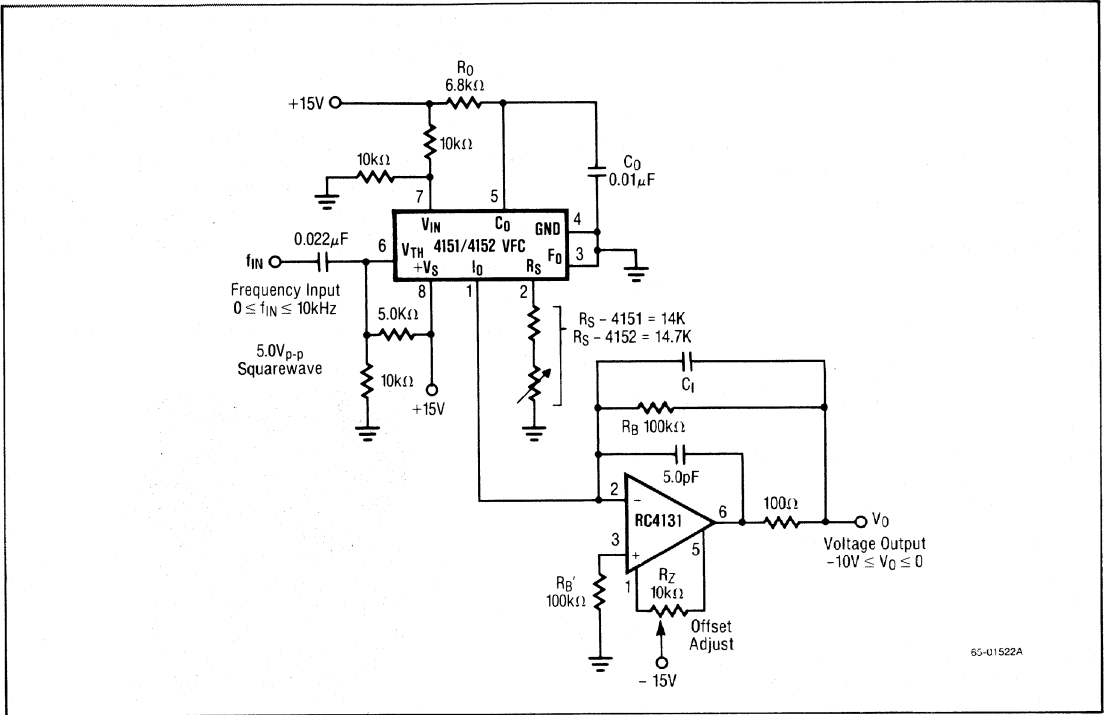 R0
6.8kΩ
+15V
10kΩ
10kΩ
C0
0.01μF
7
5
4
VIN
C0
GND
0.022μF
6
VTH
4151/4152 VFC
F0
3
fIN
+VS
I0
RS
8
1
2
Frequency Input
0 ≤ fIN ≤ 10kHz
5.0KΩ
RS – 4151 = 14K
RS – 4152 = 14.7K
5.0Vp-p
Squarewave
10kΩ
+15V
CI
RB 100kΩ
5.0pF
2
–
RC4131
6
100Ω
V0
3
+
5
Voltage Output
–10V ≤ V0 ≤ 0
RB'
100kΩ
1
RZ
10kΩ
Offset
Adjust
– 15V
65-01522A